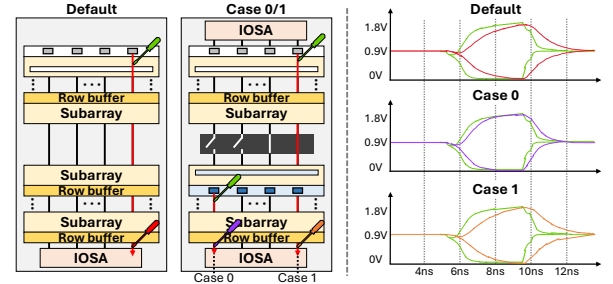 Default
Row buffer
Subarray
Subarray
Row buffer
Subarray
Row buffer
IOSA
Case 0/1
IOSA
Row buffer
Subarray
Subarray
Row buffer
IOSA
Case 0
Case 1
Default
1.8V
0.9V
0V
Case 0
1.8V
0.9V
0V
Case 1
1.8V
0.9V
0V
4ns 6ns 8ns 10ns 12ns